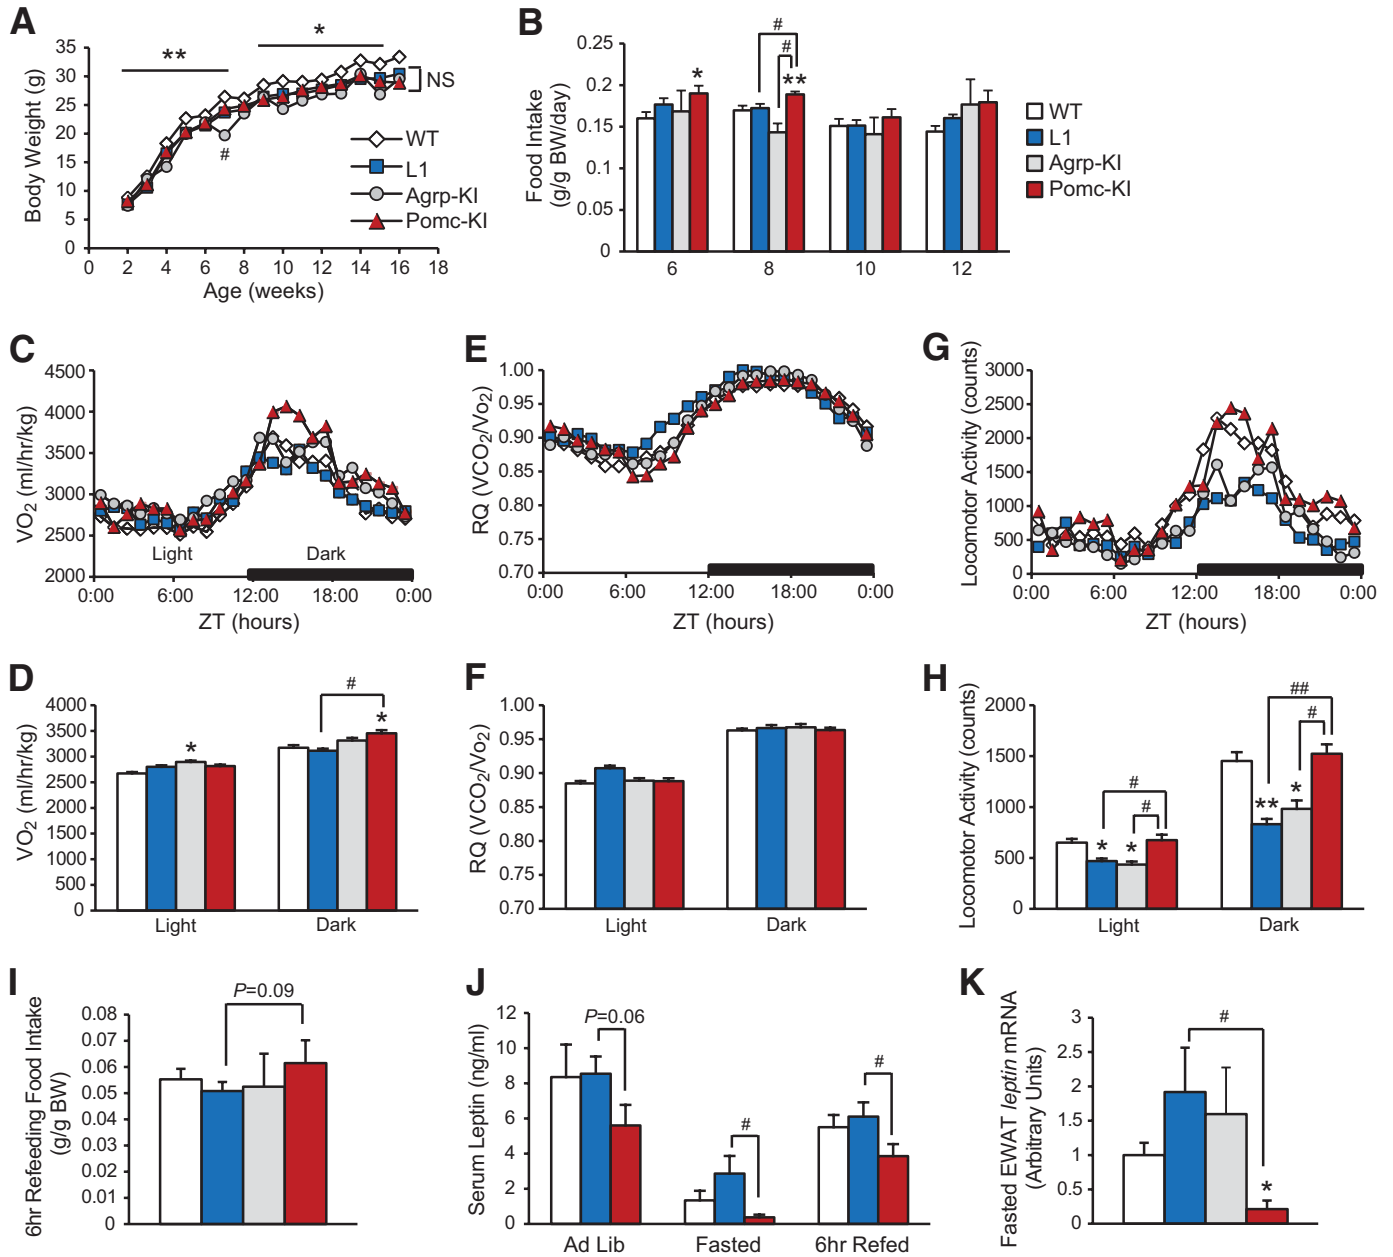 A
Body Weight (g)
35
30
25
20
15
10
5
0
**
*
NS
#
WT
L1
Agrp-KI
Pomc-KI
0 2 4 6 8 10 12 14 16 18
Age (weeks)
B
Food Intake
(g/g BW/day)
0.25
0.2
0.15
0.1
0.05
0
*
#
#
**
6 8 10 12
WT
L1
Agrp-KI
Pomc-KI
C
VO2 (ml/hr/kg)
4500
4000
3500
3000
2500
2000
Light Dark
0:00 6:00 12:00 18:00 0:00
ZT (hours)
E
RQ (VCO2/Vo2)
1.00
0.95
0.90
0.85
0.80
0.75
0.70
0:00 6:00 12:00 18:00 0:00
ZT (hours)
G
Locomotor Activity (counts)
3000
2500
2000
1500
1000
500
0
0:00 6:00 12:00 18:00 0:00
ZT (hours)
D
VO2 (ml/hr/kg)
4000
3500
3000
2500
2000
1500
1000
500
0
*
#
*
Light Dark
F
RQ (VCO2/Vo2)
1.00
0.95
0.90
0.85
0.80
0.75
0.70
Light Dark
H
Locomotor Activity (counts)
2000
1500
1000
500
0
#
#
* *
##
#
** *
Light Dark
I
6hr Refeeding Food Intake
(g/g BW)
0.08
0.07
0.06
0.05
0.04
0.03
0.02
0.01
0
P=0.09
J
Serum Leptin (ng/ml)
12
10
8
6
4
2
0
P=0.06
#
#
Ad Lib Fasted 6hr Refed
K
Fasted EWAT leptin mRNA
(Arbitrary Units)
3
2.5
2
1.5
1
0.5
0
#
*